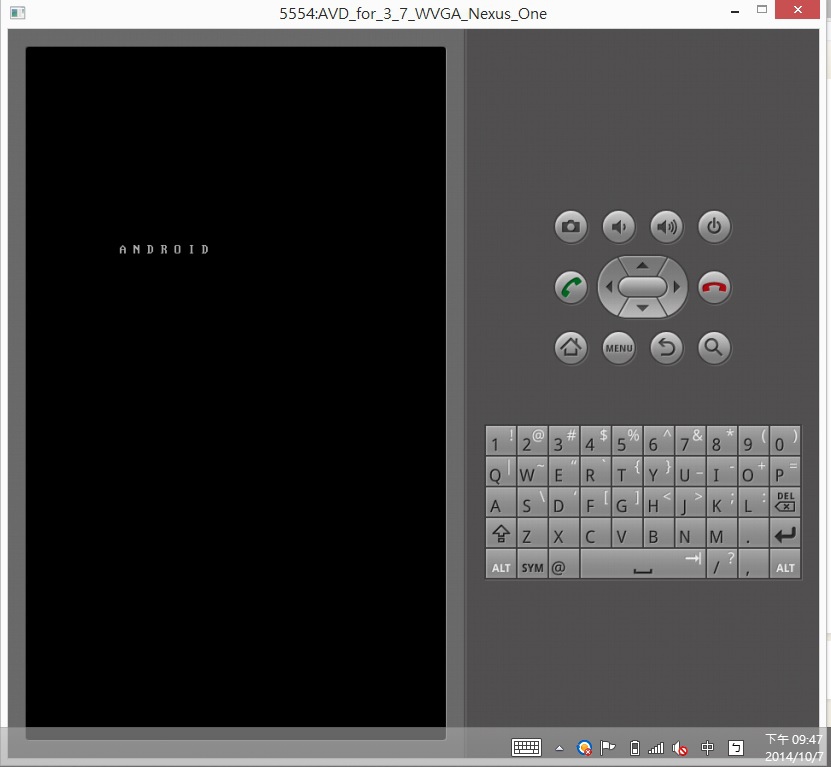 5554:AVD_for_3_7_WVGA_Nexus_One
A N D R O I D
MENU
1 ! 2 @ 3 # 4 $ 5 % 6 ^ 7 & 8 * 9 ( 0 )
Q | W ~ E " R ` T { Y } U _ I - O + P =
A S \ D ' F [ G ] H < J > K ; L : DEL
Z X C V B N M .
ALT SYM @ / ? , ALT
中 ㄅ
下午 09:47
2014/10/7